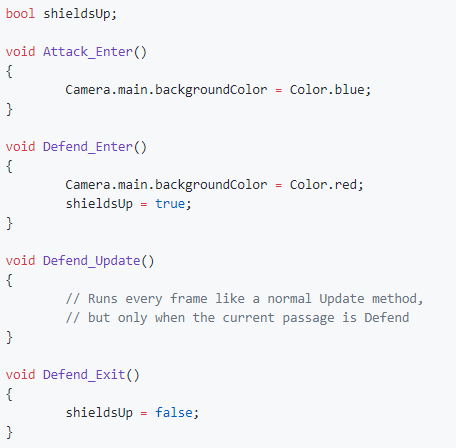 bool shieldsUp;
void Attack_Enter()
{
Camera.main.backgroundColor = Color.blue;
}
void Defend_Enter()
{
Camera.main.backgroundColor = Color.red;
shieldsUp = true;
}
void Defend_Update()
{
// Runs every frame like a normal Update method,
// but only when the current passage is Defend
}
void Defend_Exit()
{
shieldsUp = false;
}